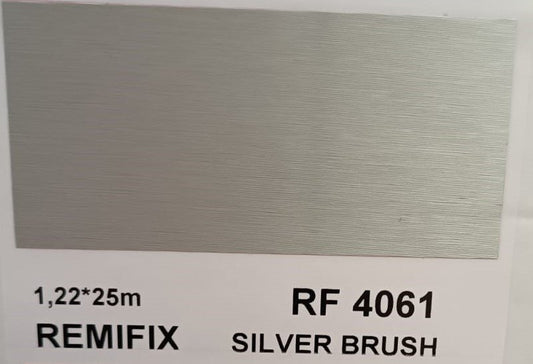 1,22*25m RF 4061
REMIFIX SILVER BRUSH